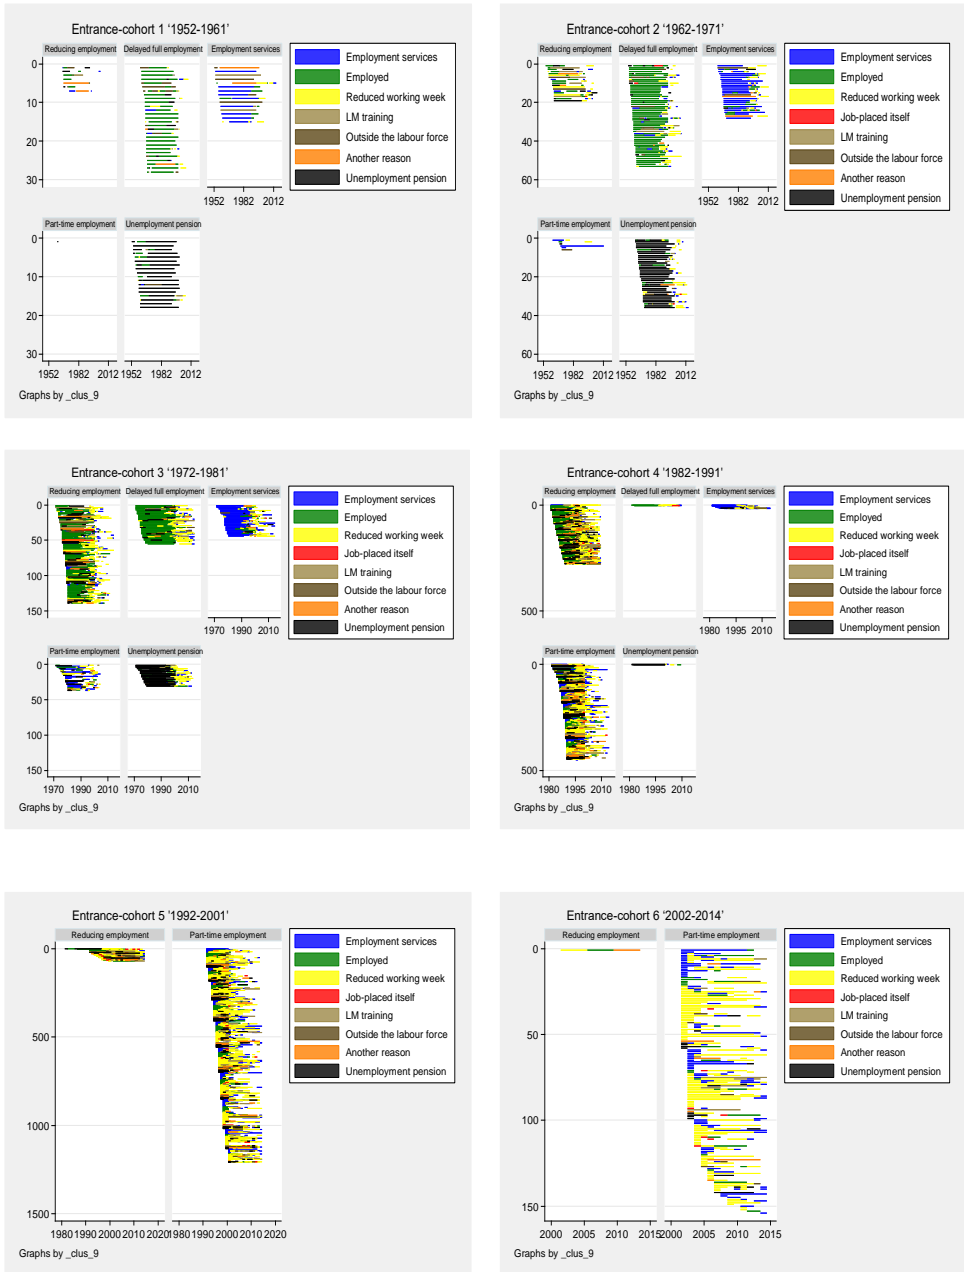 Entrance-cohort 1 ‘1952-1961’
Reducing employment Delayed full employment Employment services
0
10
20
30
1952 1982 2012
Employment services
Employed
Reduced working week
LM training
Outside the labour force
Another reason
Unemployment pension
Part-time employment Unemployment pension
0
10
20
30
1952 1982 2012 1952 1982 2012
Graphs by _clus_9
Entrance-cohort 2 ‘1962-1971’
Reducing employment Delayed full employment Employment services
0
20
40
60
1952 1982 2012
Employment services
Employed
Reduced working week
Job-placed itself
LM training
Outside the labour force
Another reason
Unemployment pension
Part-time employment Unemployment pension
0
20
40
60
1952 1982 2012 1952 1982 2012
Graphs by _clus_9
Entrance-cohort 3 ‘1972-1981’
Reducing employment Delayed full employment Employment services
0
50
100
150
1970 1990 2010
Employment services
Employed
Reduced working week
Job-placed itself
LM training
Outside the labour force
Another reason
Unemployment pension
Part-time employment Unemployment pension
0
50
100
150
1970 1990 2010 1970 1990 2010
Graphs by _clus_9
Entrance-cohort 4 ‘1982-1991’
Reducing employment Delayed full employment Employment services
0
500
1980 1995 2010
Employment services
Employed
Reduced working week
Job-placed itself
LM training
Outside the labour force
Another reason
Unemployment pension
Part-time employment Unemployment pension
0
500
1980 1995 2010 1980 1995 2010
Graphs by _clus_9
Entrance-cohort 5 ‘1992-2001’
Reducing employment Part-time employment
0
500
1000
1500
1980 1990 2000 2010 2020 1980 1990 2000 2010 2020
Employment services
Employed
Reduced working week
Job-placed itself
LM training
Outside the labour force
Another reason
Unemployment pension
Graphs by _clus_9
Entrance-cohort 6 ‘2002-2014’
Reducing employment Part-time employment
0
50
100
150
2000 2005 2010 2015 2000 2005 2010 2015
Employment services
Employed
Reduced working week
Job-placed itself
LM training
Outside the labour force
Another reason
Unemployment pension
Graphs by _clus_9